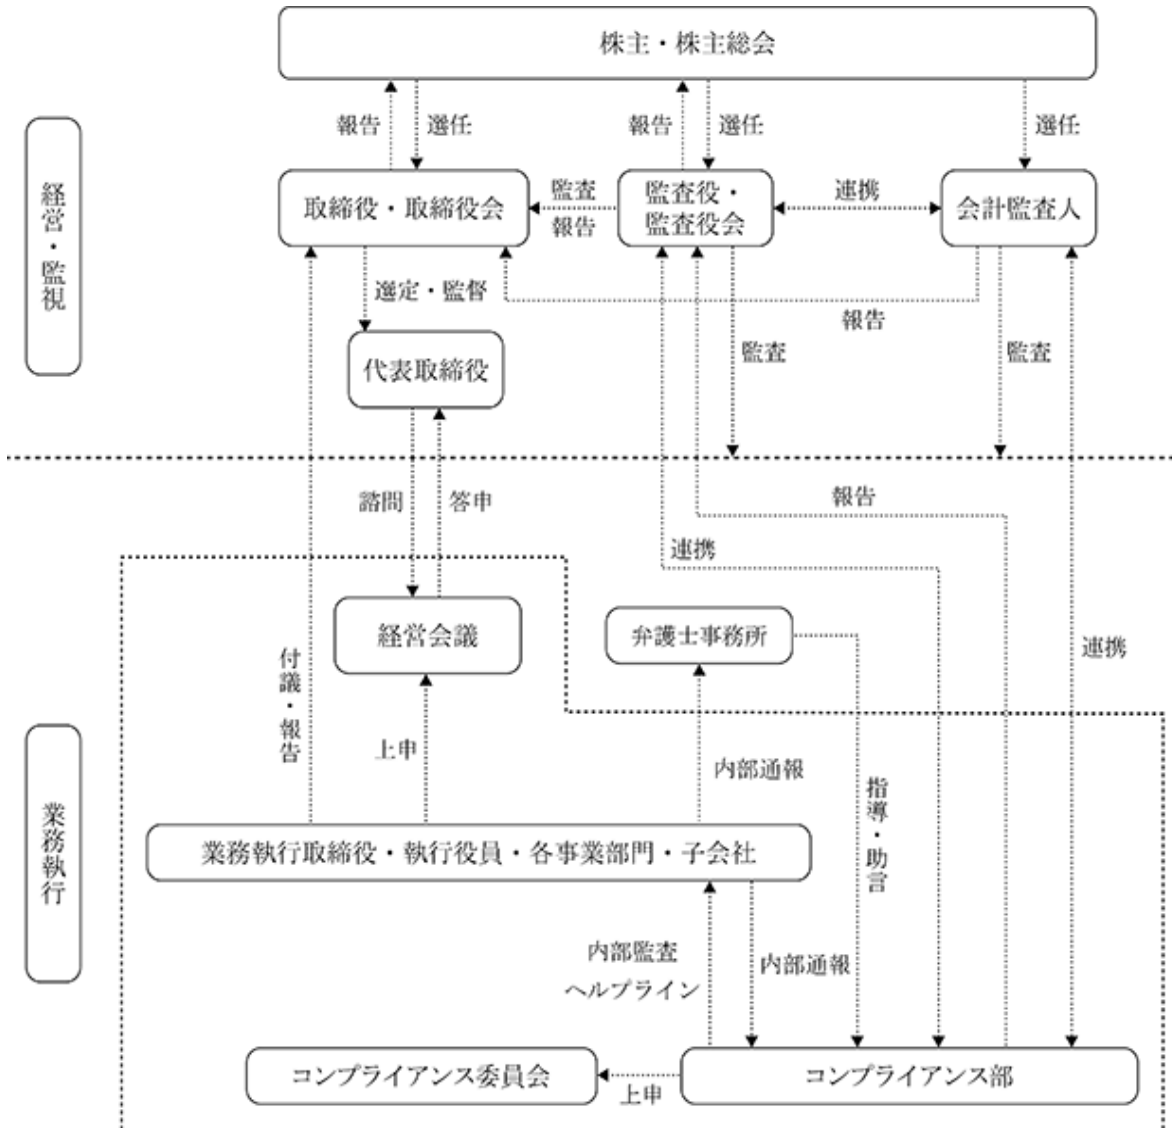 株主・株主総会
報告
選任
報告
選任
選任
経営・監視
取締役・取締役会
監査
報告
監査役・
監査役会
連携
会計監査人
選定・監督
報告
代表取締役
監査
監査
諮問
答申
報告
連携
経営会議
弁護士事務所
連携
付議・報告
上申
内部通報
指導・助言
業務執行
業務執行取締役・執行役員・各事業部門・子会社
内部監査
ヘルプライン
内部通報
コンプライアンス委員会
上申
コンプライアンス部